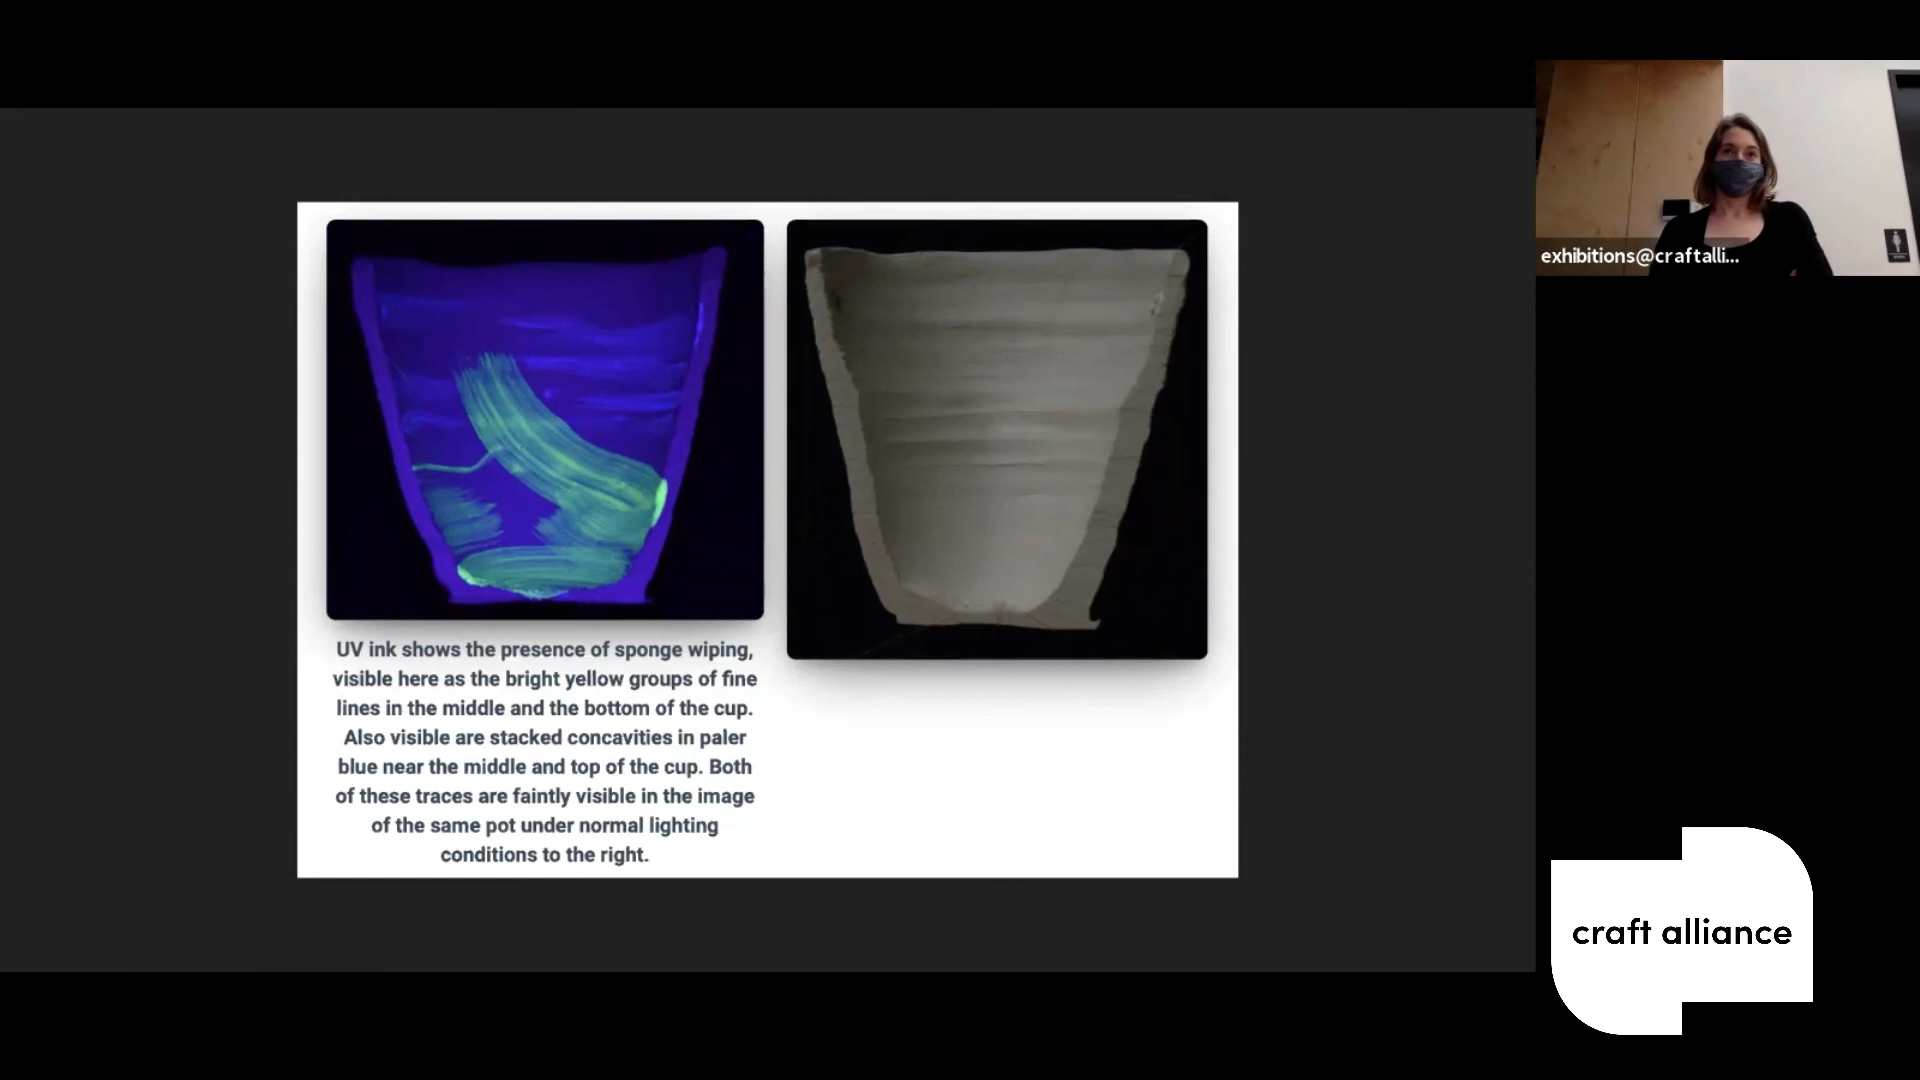 UV ink shows the presence of sponge wiping,
visible here as the bright yellow groups of fine
lines in the middle and the bottom of the cup.
Also visible are stacked concavities in paler
blue near the middle and top of the cup. Both
of these traces are faintly visible in the image
of the same pot under normal lighting
conditions to the right.
exhibitions@craftalli...
craft alliance